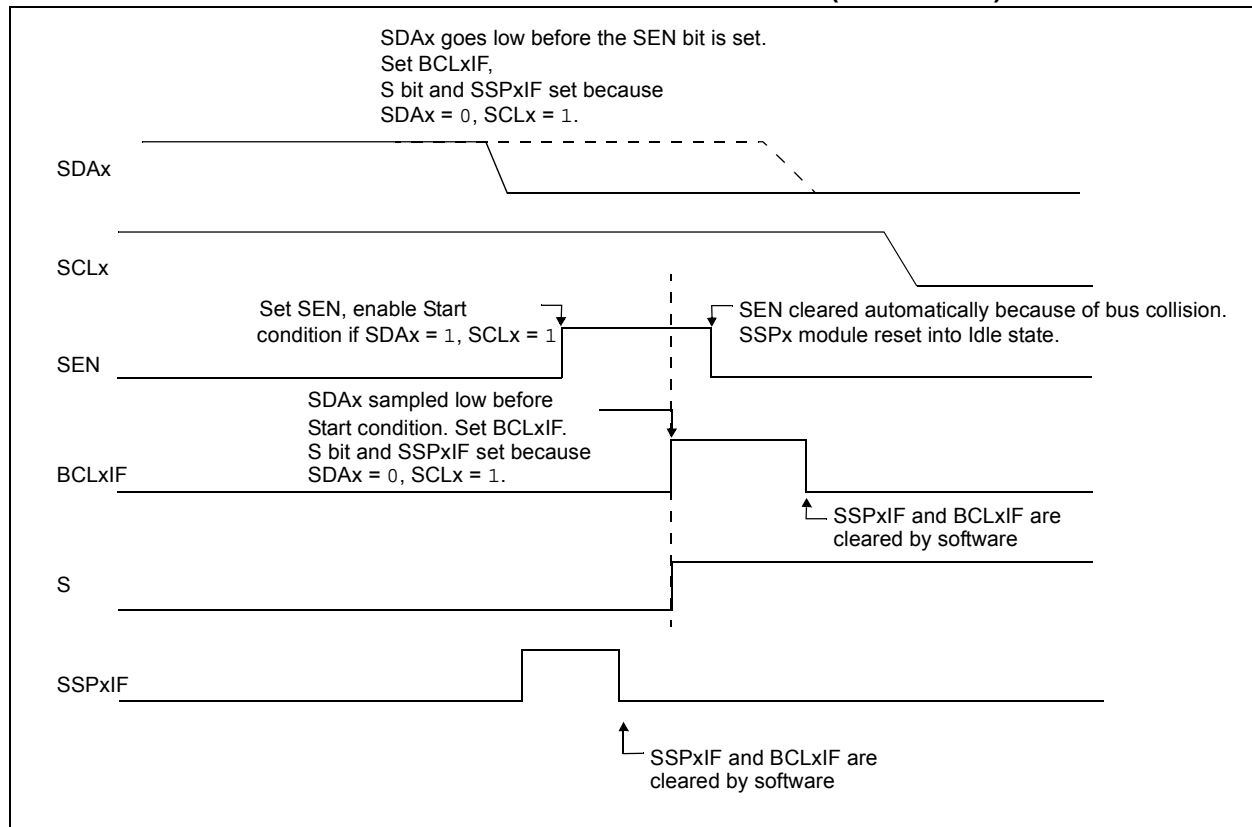 SDAx goes low before the SEN bit is set.
Set BCLxIF,
S bit and SSPxIF set because
SDAx = 0, SCLx = 1.
SDAx
SCLx
Set SEN, enable Start
condition if SDAx = 1, SCLx = 1
SEN cleared automatically because of bus collision.
SSPx module reset into Idle state.
SEN
SDAx sampled low before
Start condition. Set BCLxIF.
S bit and SSPxIF set because
SDAx = 0, SCLx = 1.
BCLxIF
SSPxIF and BCLxIF are
cleared by software
S
SSPxIF
SSPxIF and BCLxIF are
cleared by software